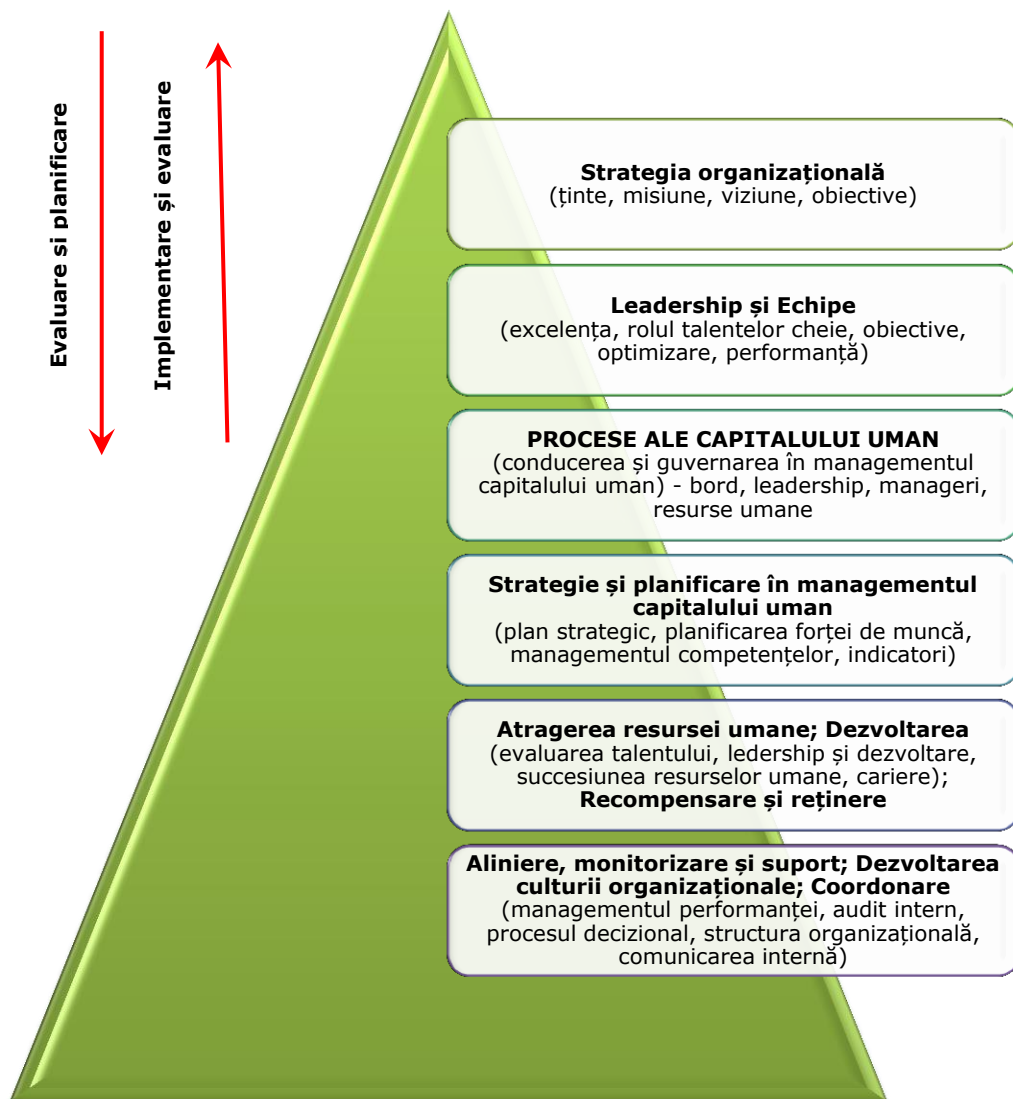 Evaluare si planificare
Implementare și evaluare
Strategia organizațională
(ținte, misiune, viziune, obiective)
Leadership și Echipe
(excelența, rolul talentelor cheie, obiective,
optimizare, performanță)
PROCESE ALE CAPITALULUI UMAN
(conducerea și guvernarea în managementul
capitalului uman) - bord, leadership, manageri,
resurse umane
Strategie și planificare în managementul
capitalului uman
(plan strategic, planificarea forței de muncă,
managementul competențelor, indicatori)
Atragerea resursei umane; Dezvoltarea
(evaluarea talentului, ledership și dezvoltare,
succesiunea resurselor umane, cariere);
Recompensare și reținere
Aliniere, monitorizare și suport; Dezvoltarea
culturii organizaționale; Coordonare
(managementul performanței, audit intern,
procesul decizional, structura organizațională,
comunicarea internă)